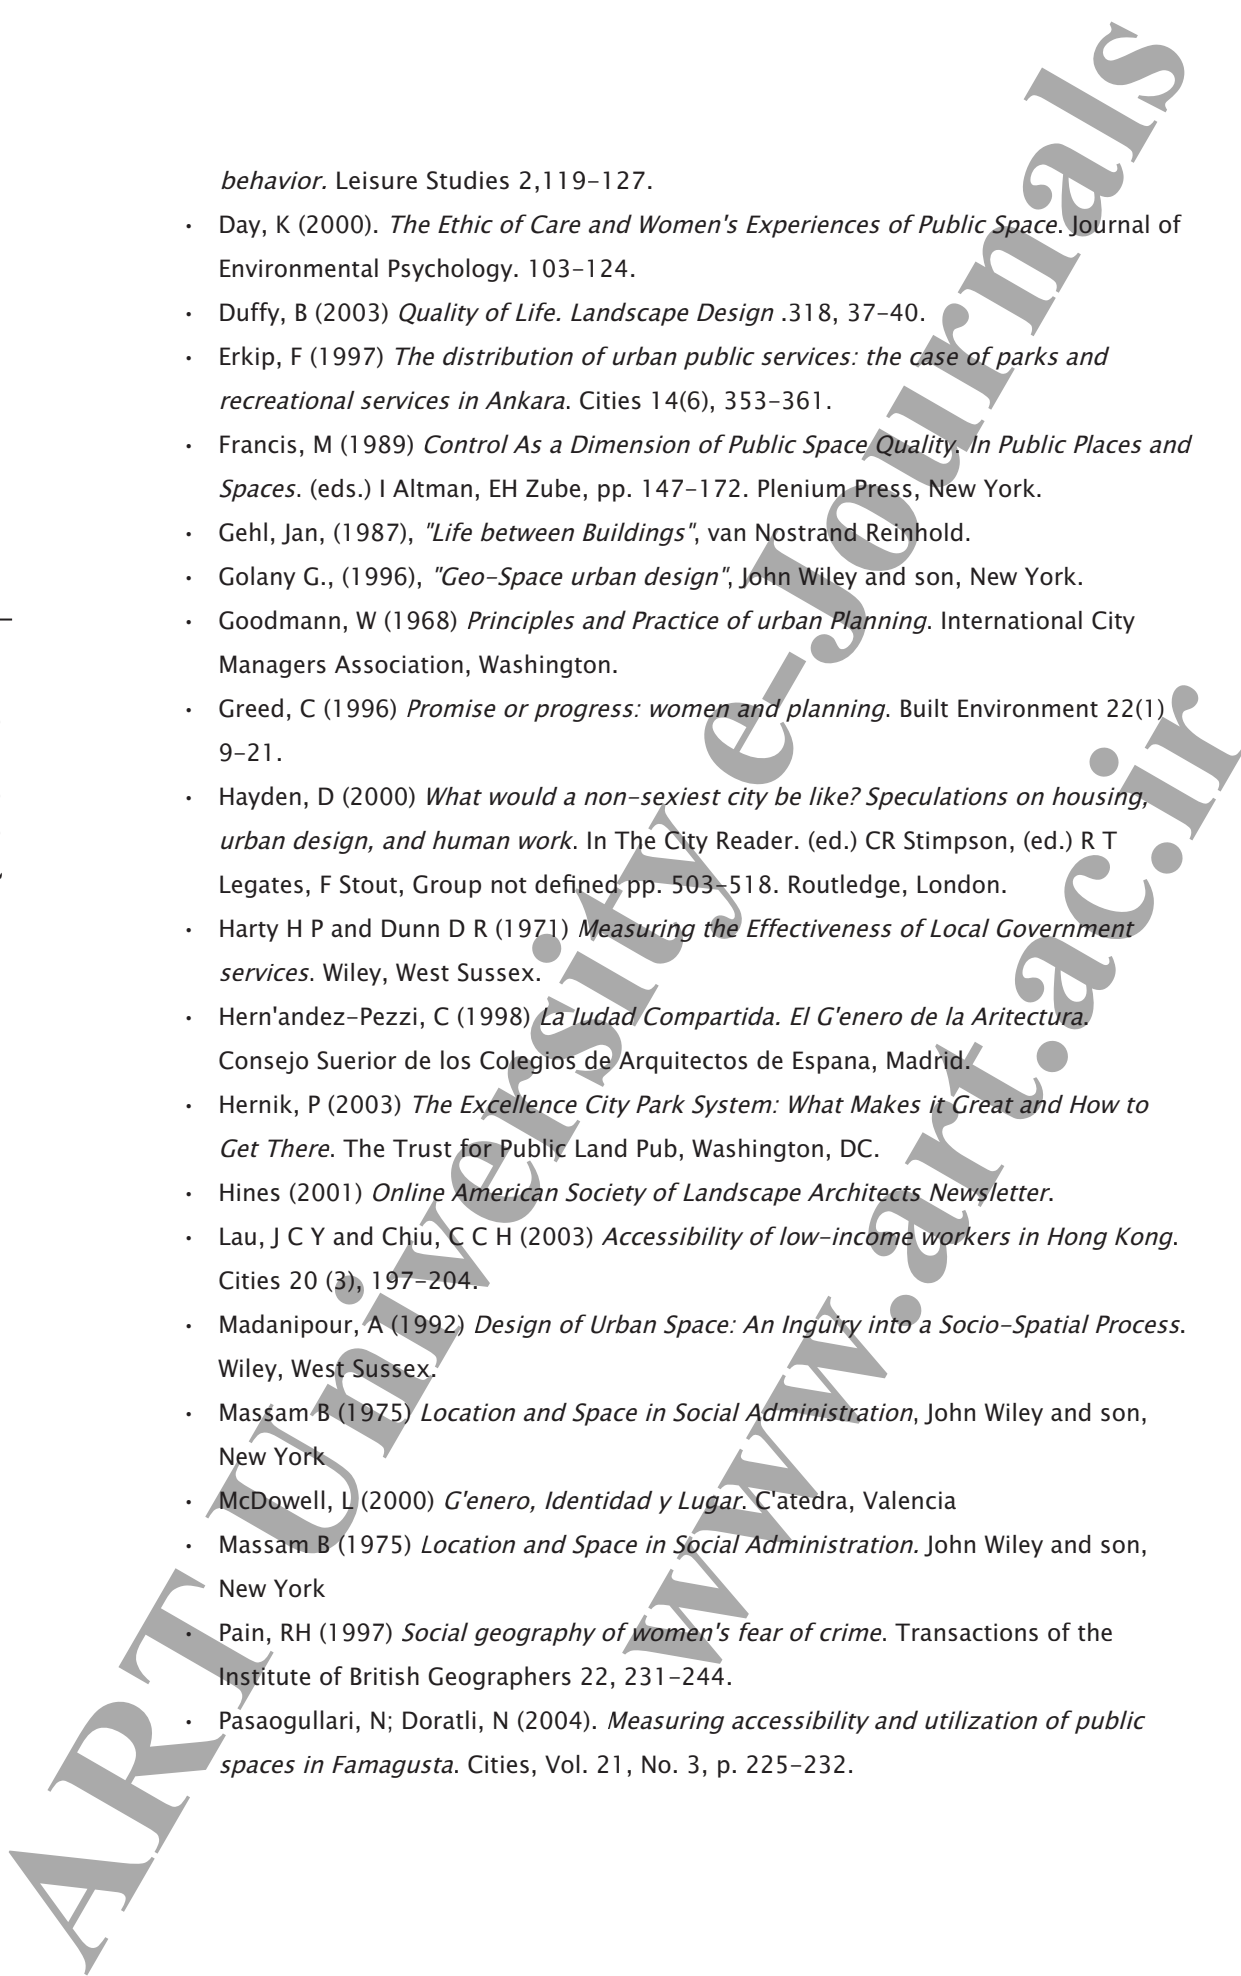 behavior. Leisure Studies 2,119-127.
• Day, K (2000). The Ethic of Care and Women's Experiences of Public Space. Journal of
Environmental Psychology. 103-124.
• Duffy, B (2003) Quality of Life. Landscape Design .318, 37-40.
• Erkip, F (1997) The distribution of urban public services: the case of parks and
recreational services in Ankara. Cities 14(6), 353-361.
• Francis, M (1989) Control As a Dimension of Public Space Quality. In Public Places and
Spaces. (eds.) I Altman, EH Zube, pp. 147-172. Plenium Press, New York.
• Gehl, Jan, (1987), "Life between Buildings", van Nostrand Reinhold.
• Golany G., (1996), "Geo-Space urban design", John Wiley and son, New York.
• Goodmann, W (1968) Principles and Practice of urban Planning. International City
Managers Association, Washington.
• Greed, C (1996) Promise or progress: women and planning. Built Environment 22(1)
9-21.
• Hayden, D (2000) What would a non-sexiest city be like? Speculations on housing,
urban design, and human work. In The City Reader. (ed.) CR Stimpson, (ed.) R T
Legates, F Stout, Group not defined pp. 503-518. Routledge, London.
• Harty H P and Dunn D R (1971) Measuring the Effectiveness of Local Government
services. Wiley, West Sussex.
• Hern'andez-Pezzi, C (1998) La Iudad Compartida. El G'enero de la Aritectura.
Consejo Suerior de los Colegios de Arquitectos de Espana, Madrid.
• Hernik, P (2003) The Excellence City Park System: What Makes it Great and How to
Get There. The Trust for Public Land Pub, Washington, DC.
• Hines (2001) Online American Society of Landscape Architects Newsletter.
• Lau, J C Y and Chiu, C C H (2003) Accessibility of low-income workers in Hong Kong.
Cities 20 (3), 197-204.
• Madanipour, A (1992) Design of Urban Space: An Inguiry into a Socio-Spatial Process.
Wiley, West Sussex.
• Massam B (1975) Location and Space in Social Administration, John Wiley and son,
New York
• McDowell, L (2000) G'enero, Identidad y Lugar. C'atedra, Valencia
• Massam B (1975) Location and Space in Social Administration. John Wiley and son,
New York
• Pain, RH (1997) Social geography of women's fear of crime. Transactions of the
Institute of British Geographers 22, 231-244.
• Pasaogullari, N; Doratli, N (2004). Measuring accessibility and utilization of public
spaces in Famagusta. Cities, Vol. 21, No. 3, p. 225-232.
ART University e-Journals
www.art.ac.ir